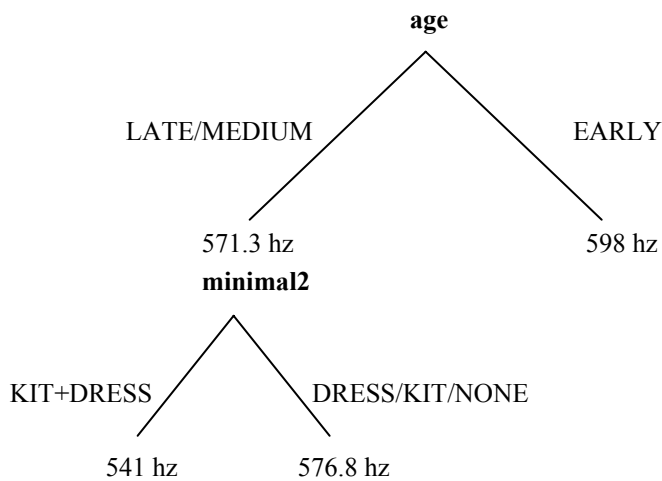 age
LATE/MEDIUM EARLY
571.3 hz 598 hz
minimal2
KIT+DRESS DRESS/KIT/NONE
541 hz 576.8 hz